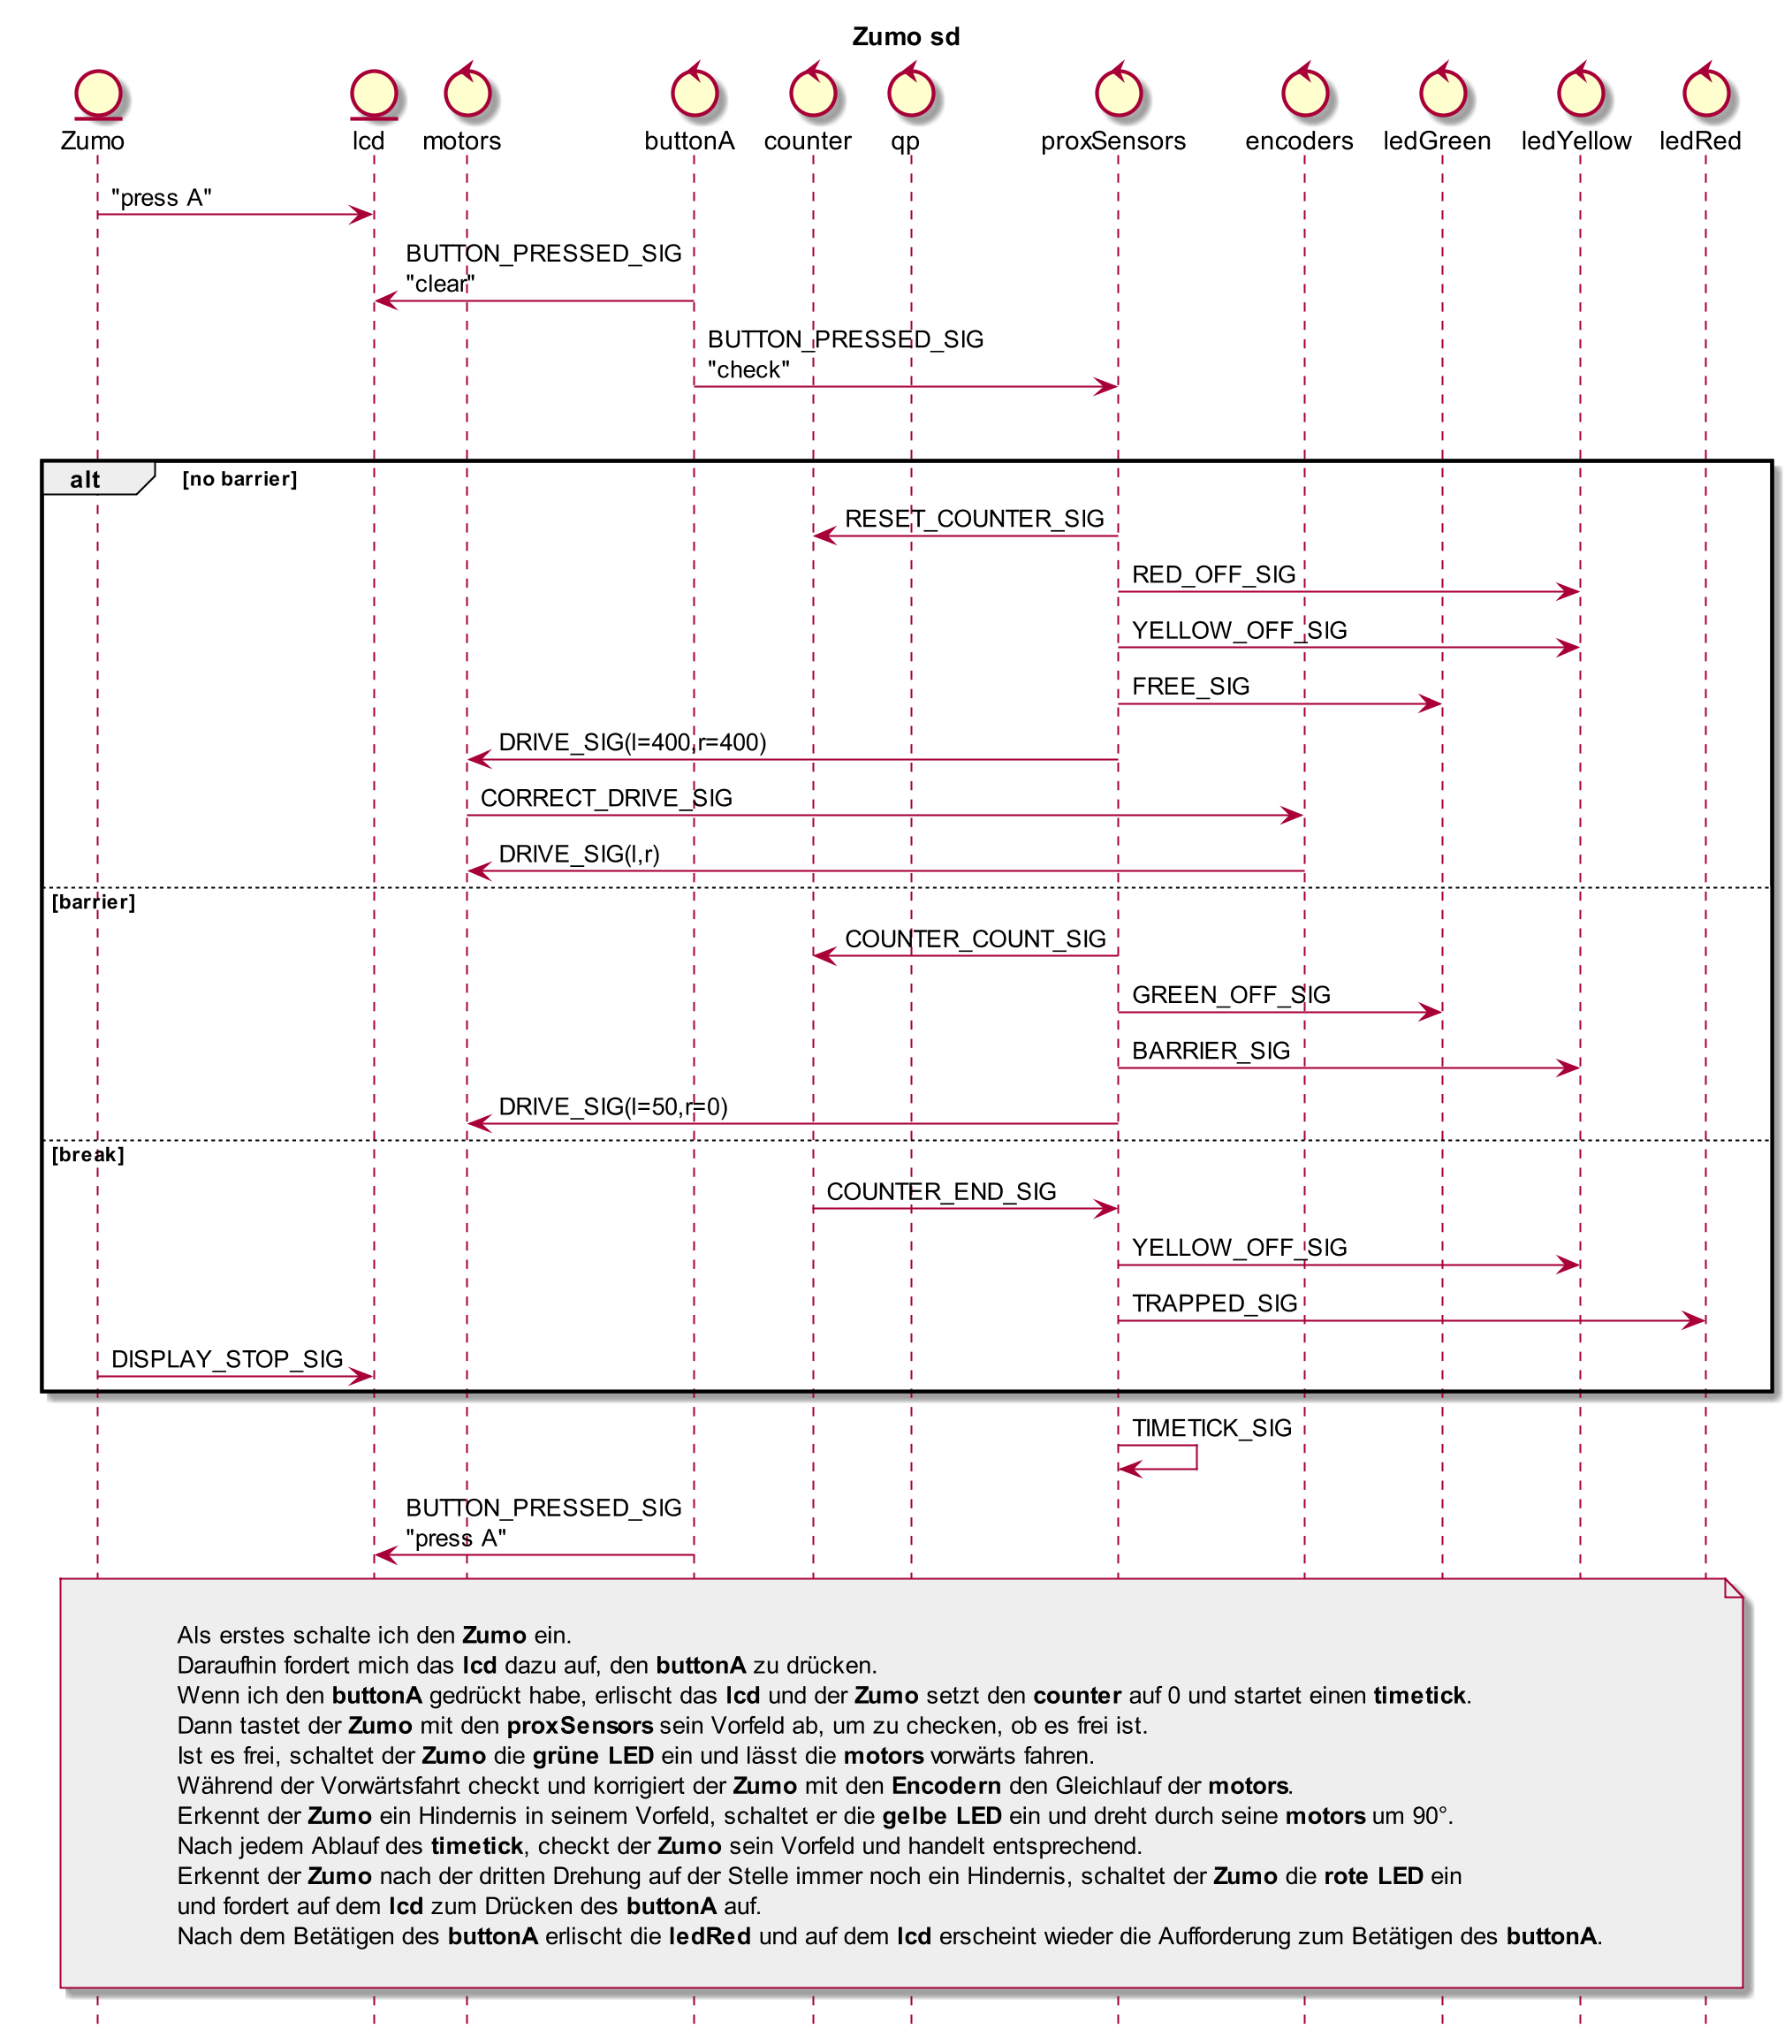 Zumo sd
Zumo lcd motors buttonA counter qp proxSensors encoders ledGreen ledYellow ledRed
"press A"
BUTTON_PRESSED_SIG
"clear"
BUTTON_PRESSED_SIG
"check"
alt [no barrier]
RESET_COUNTER_SIG
RED_OFF_SIG
YELLOW_OFF_SIG
FREE_SIG
DRIVE_SIG(l=400,r=400)
CORRECT_DRIVE_SIG
DRIVE_SIG(l,r)
[barrier]
COUNTER_COUNT_SIG
GREEN_OFF_SIG
BARRIER_SIG
DRIVE_SIG(l=50,r=0)
[break]
COUNTER_END_SIG
YELLOW_OFF_SIG
TRAPPED_SIG
DISPLAY_STOP_SIG
TIMETICK_SIG
BUTTON_PRESSED_SIG
"press A"
Als erstes schalte ich den Zumo ein.
Daraufhin fordert mich das lcd dazu auf, den buttonA zu drücken.
Wenn ich den buttonA gedrückt habe, erlischt das lcd und der Zumo setzt den counter auf 0 und startet einen timetick.
Dann tastet der Zumo mit den proxSensors sein Vorfeld ab, um zu checken, ob es frei ist.
Ist es frei, schaltet der Zumo die grüne LED ein und lässt die motors vorwärts fahren.
Während der Vorwärtsfahrt checkt und korrigiert der Zumo mit den Encodern den Gleichlauf der motors.
Erkennt der Zumo ein Hindernis in seinem Vorfeld, schaltet er die gelbe LED ein und dreht durch seine motors um 90°.
Nach jedem Ablauf des timetick, checkt der Zumo sein Vorfeld und handelt entsprechend.
Erkennt der Zumo nach der dritten Drehung auf der Stelle immer noch ein Hindernis, schaltet der Zumo die rote LED ein
und fordert auf dem lcd zum Drücken des buttonA auf.
Nach dem Betätigen des buttonA erlischt die ledRed und auf dem lcd erscheint wieder die Aufforderung zum Betätigen des buttonA.